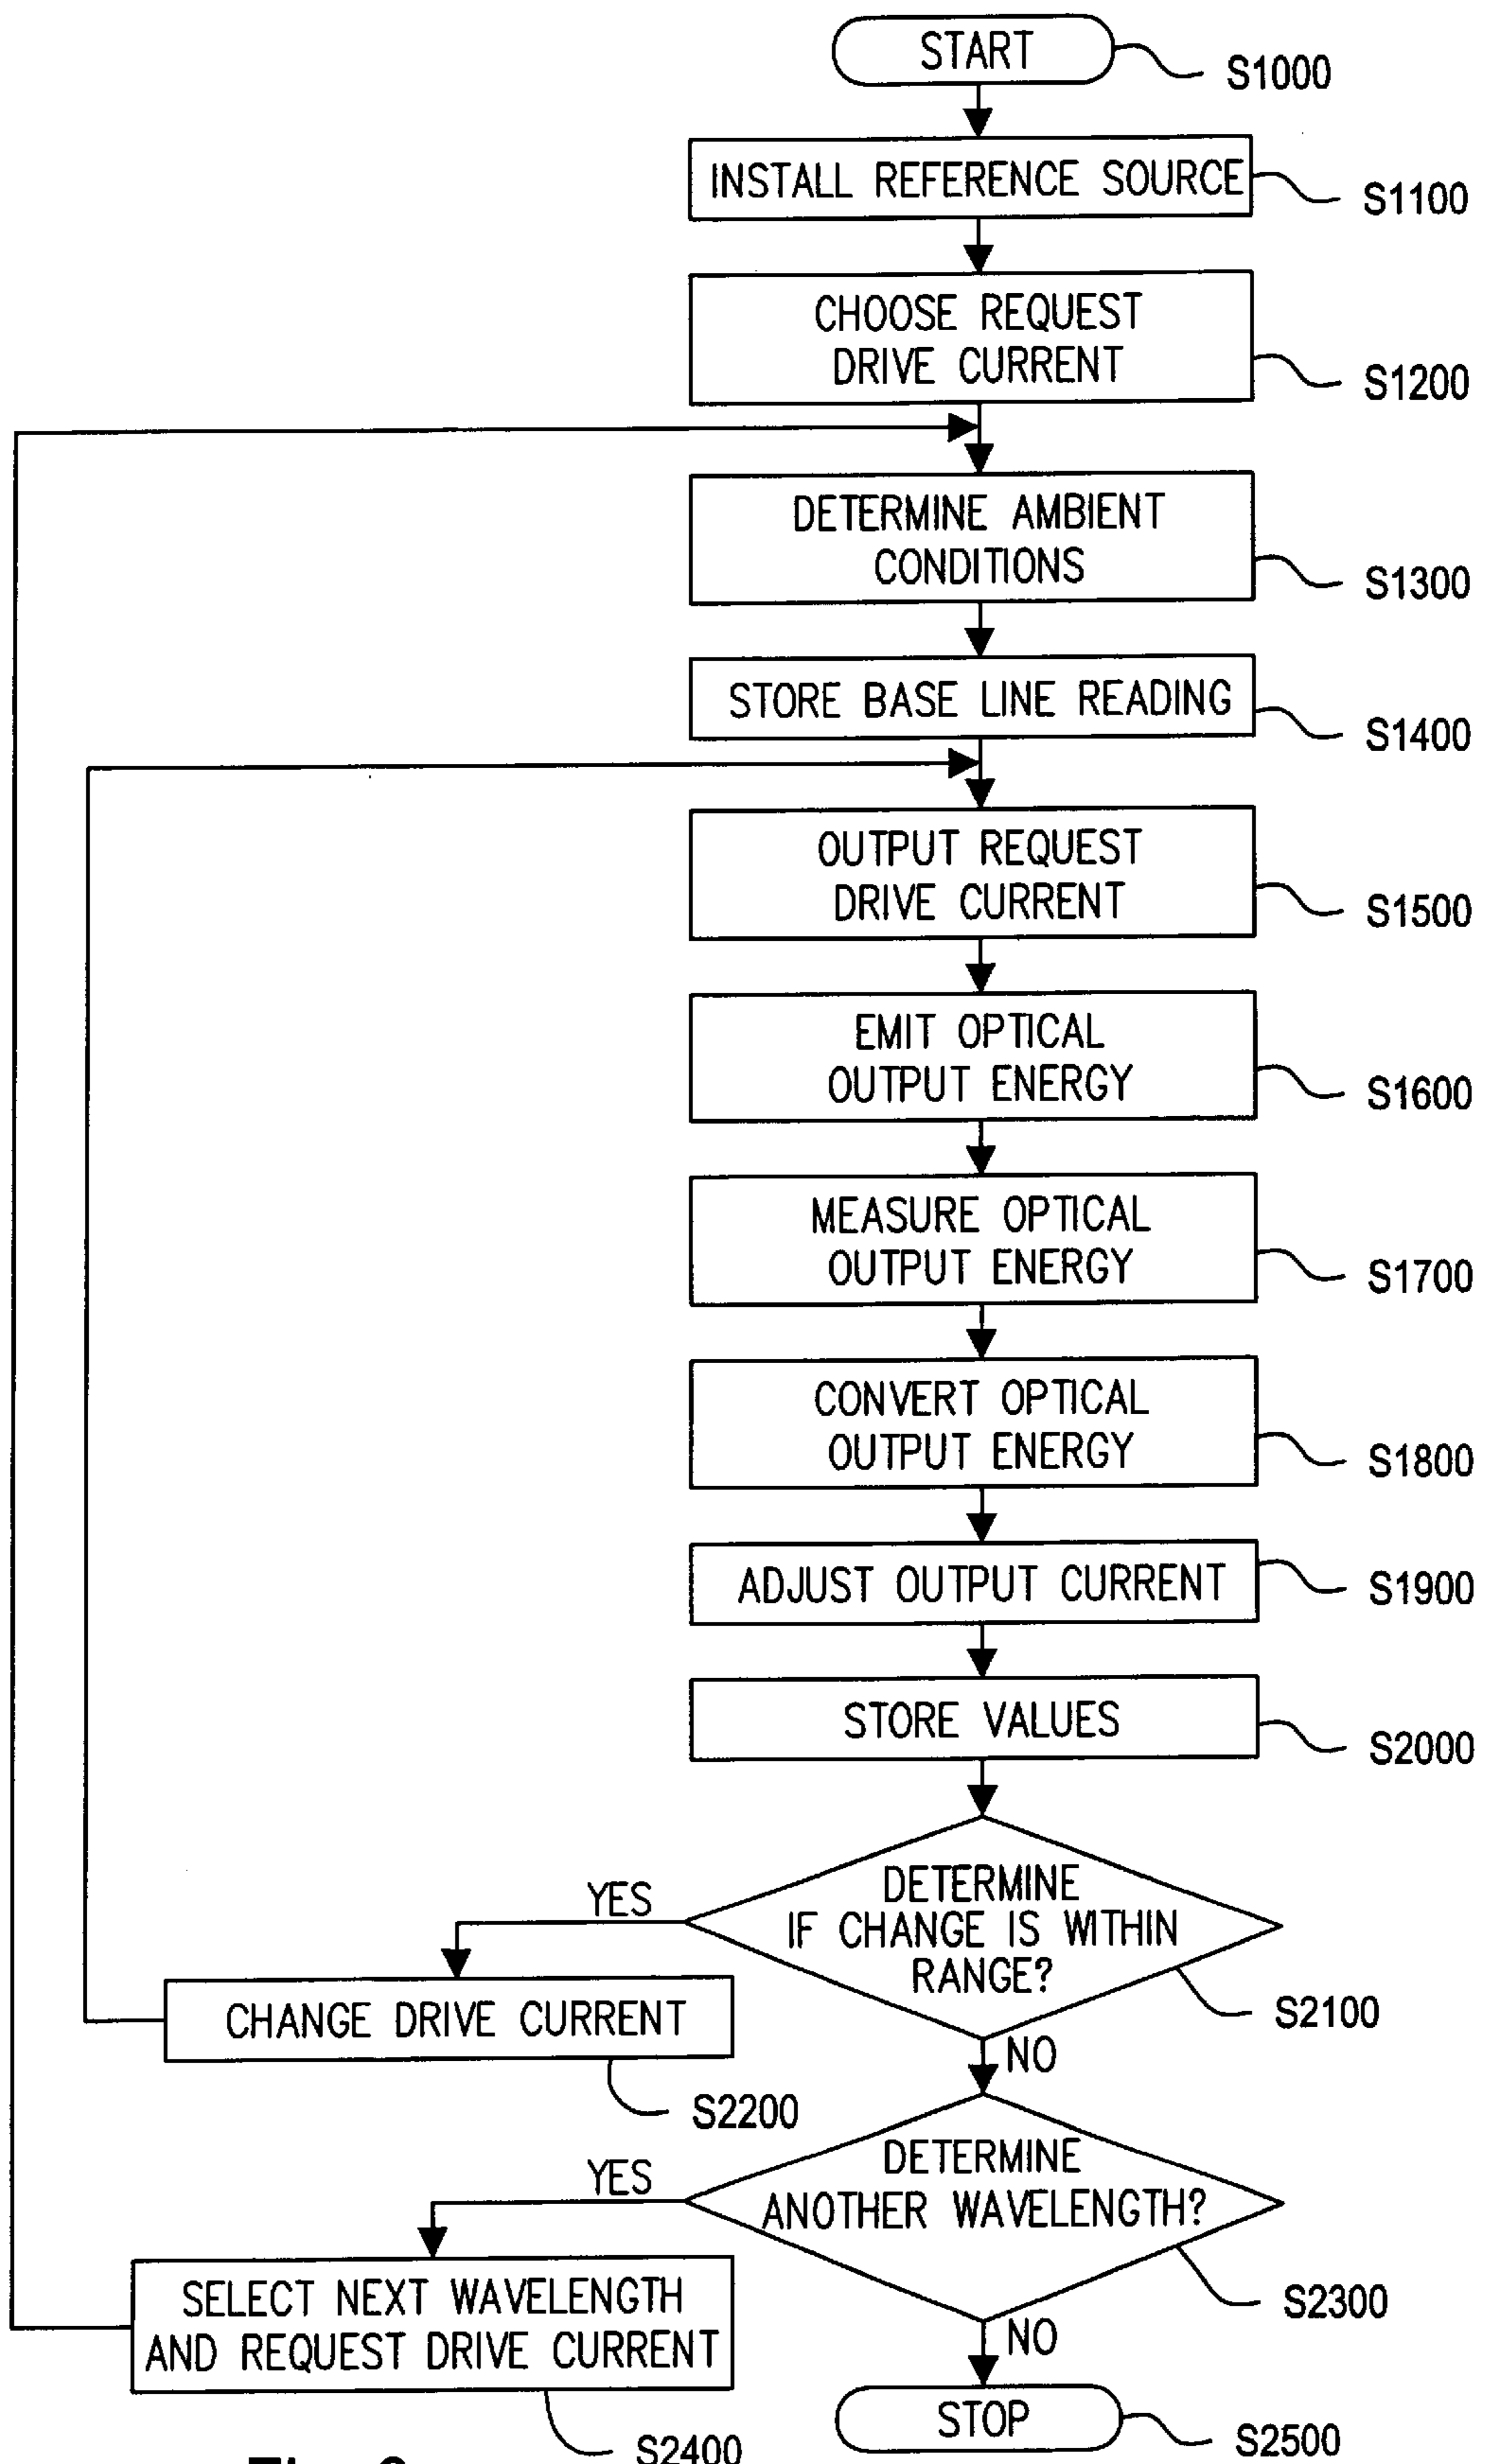 START
S1000
INSTALL REFERENCE SOURCE
S1100
CHOOSE REQUEST
DRIVE CURRENT
S1200
DETERMINE AMBIENT
CONDITIONS
S1300
STORE BASE LINE READING
S1400
OUTPUT REQUEST
DRIVE CURRENT
S1500
EMIT OPTICAL
OUTPUT ENERGY
S1600
MEASURE OPTICAL
OUTPUT ENERGY
S1700
CONVERT OPTICAL
OUTPUT ENERGY
S1800
ADJUST OUTPUT CURRENT
S1900
STORE VALUES
S2000
DETERMINE
IF CHANGE IS WITHIN
RANGE?
S2100
YES
CHANGE DRIVE CURRENT
S2200
NO
DETERMINE
ANOTHER WAVELENGTH?
S2300
YES
SELECT NEXT WAVELENGTH
AND REQUEST DRIVE CURRENT
S2400
NO
STOP
S2500